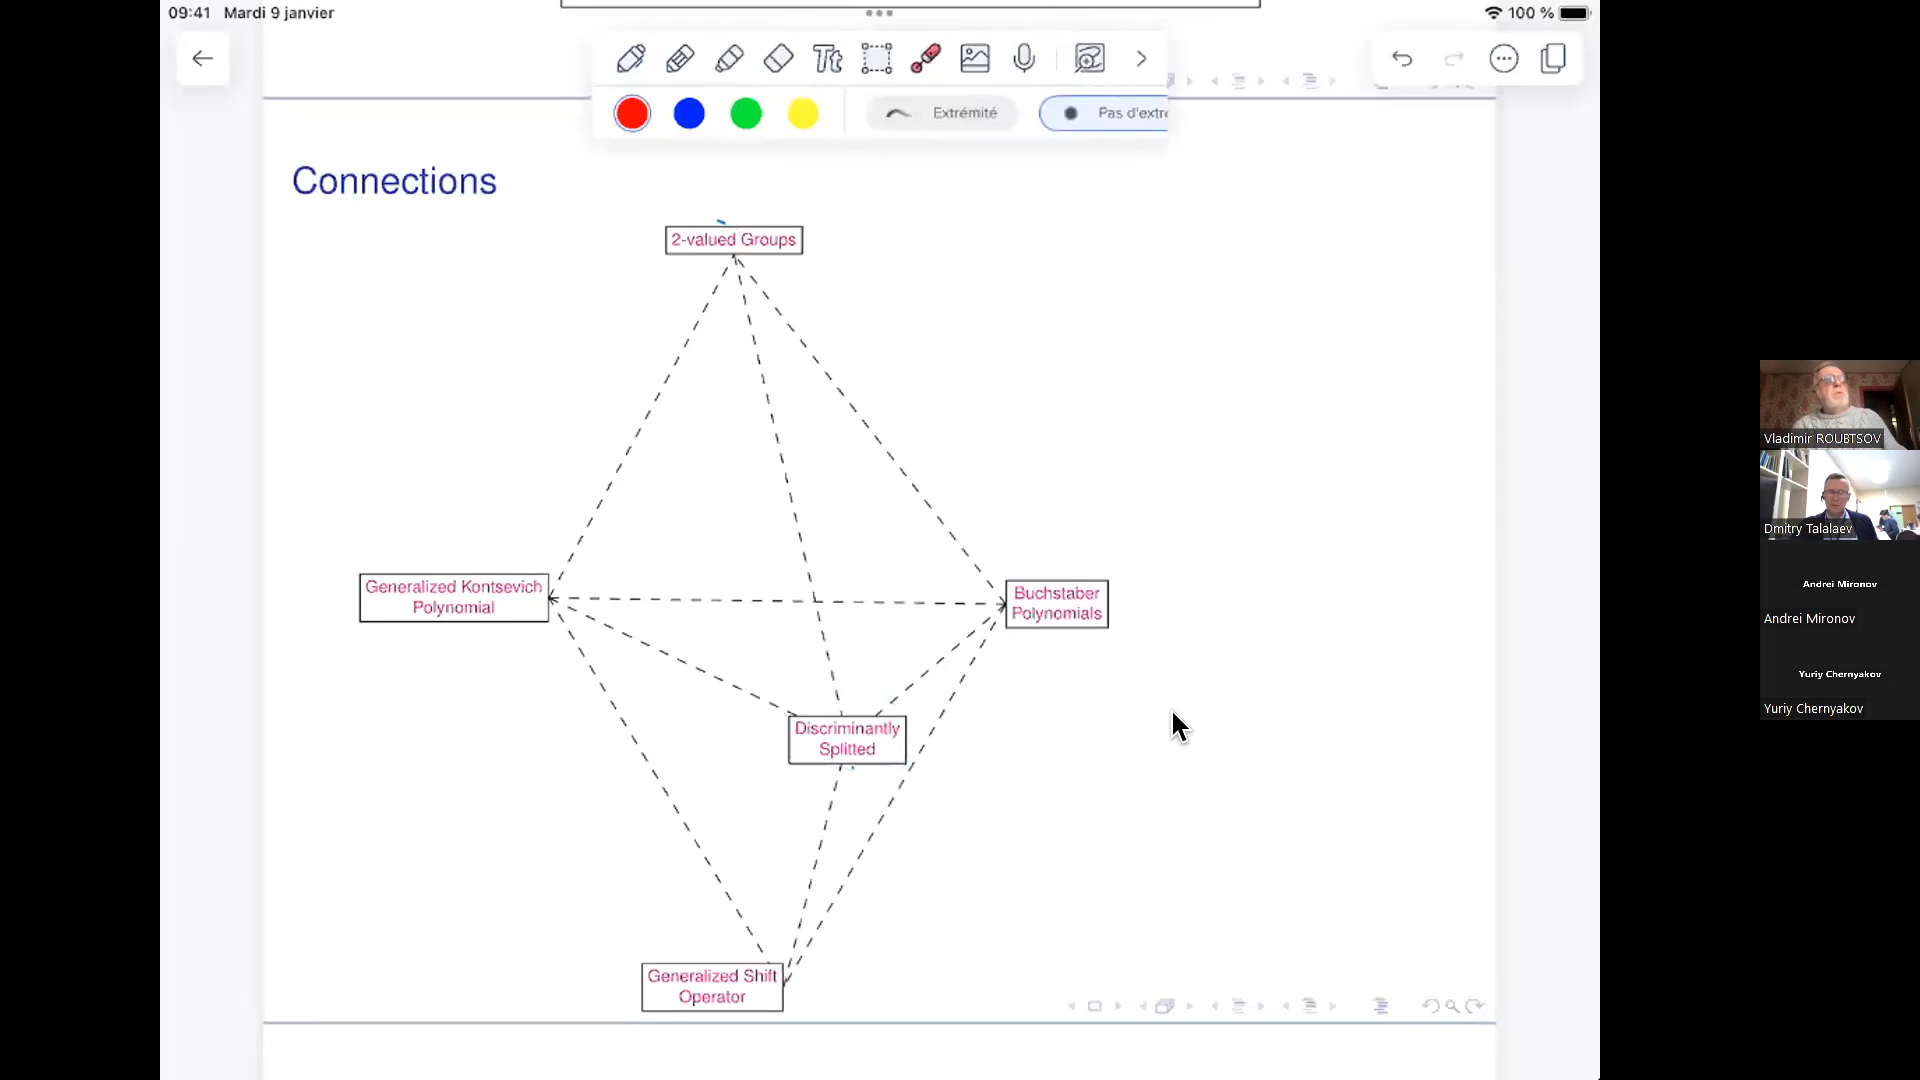 09:41 Mardi 9 janvier
100 %
Tt
Extrémité
Pas d'extr
Connections
2-valued Groups
Generalized Kontsevich
Polynomial
Buchstaber
Polynomials
Discriminantly
Splitted
Generalized Shift
Operator
Vladimir ROUBTSOV
Dmitry Talalaev
Andrei Mironov
Andrei Mironov
Yuriy Chernyakov
Yuriy Chernyakov